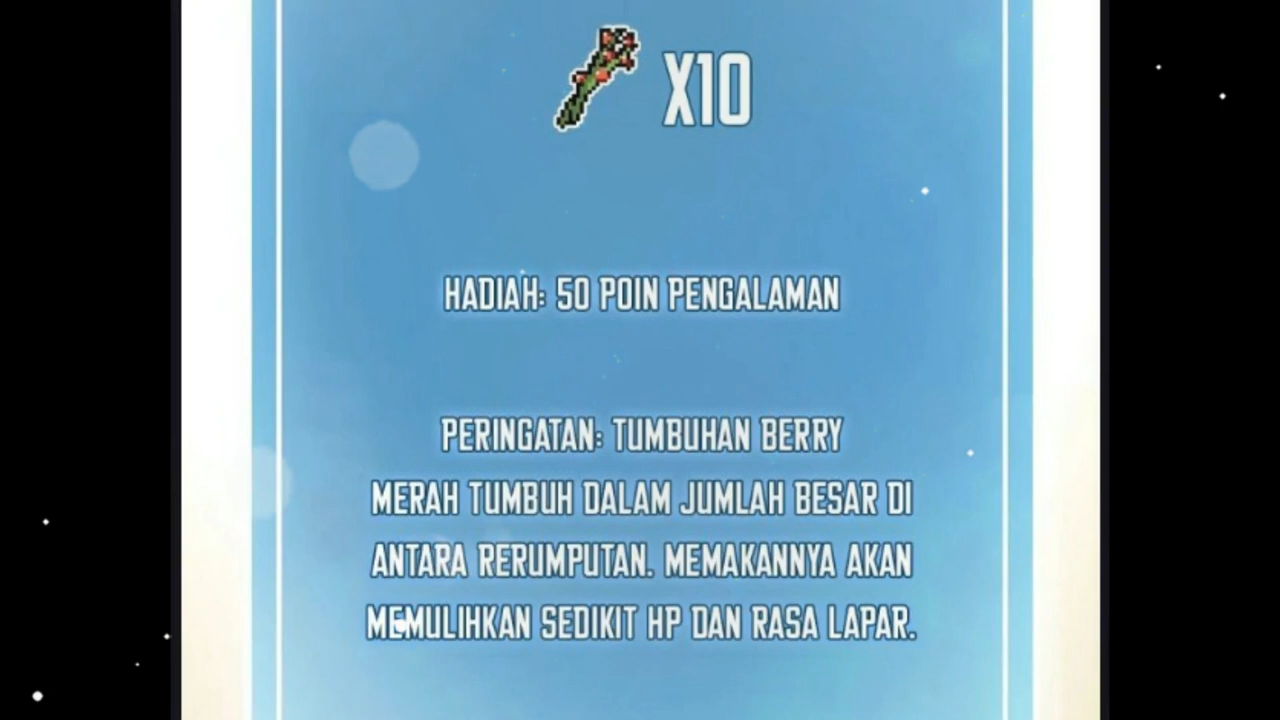 X10
HADIAH: 50 POIN PENGALAMAN
PERINGATAN: TUMBUHAN BERRY
MERAH TUMBUH DALAM JUMLAH BESAR DI
ANTARA RERUMPUTAN. MEMAKANNYA AKAN
MEMULIHKAN SEDIKIT HP DAN RASA LAPAR.